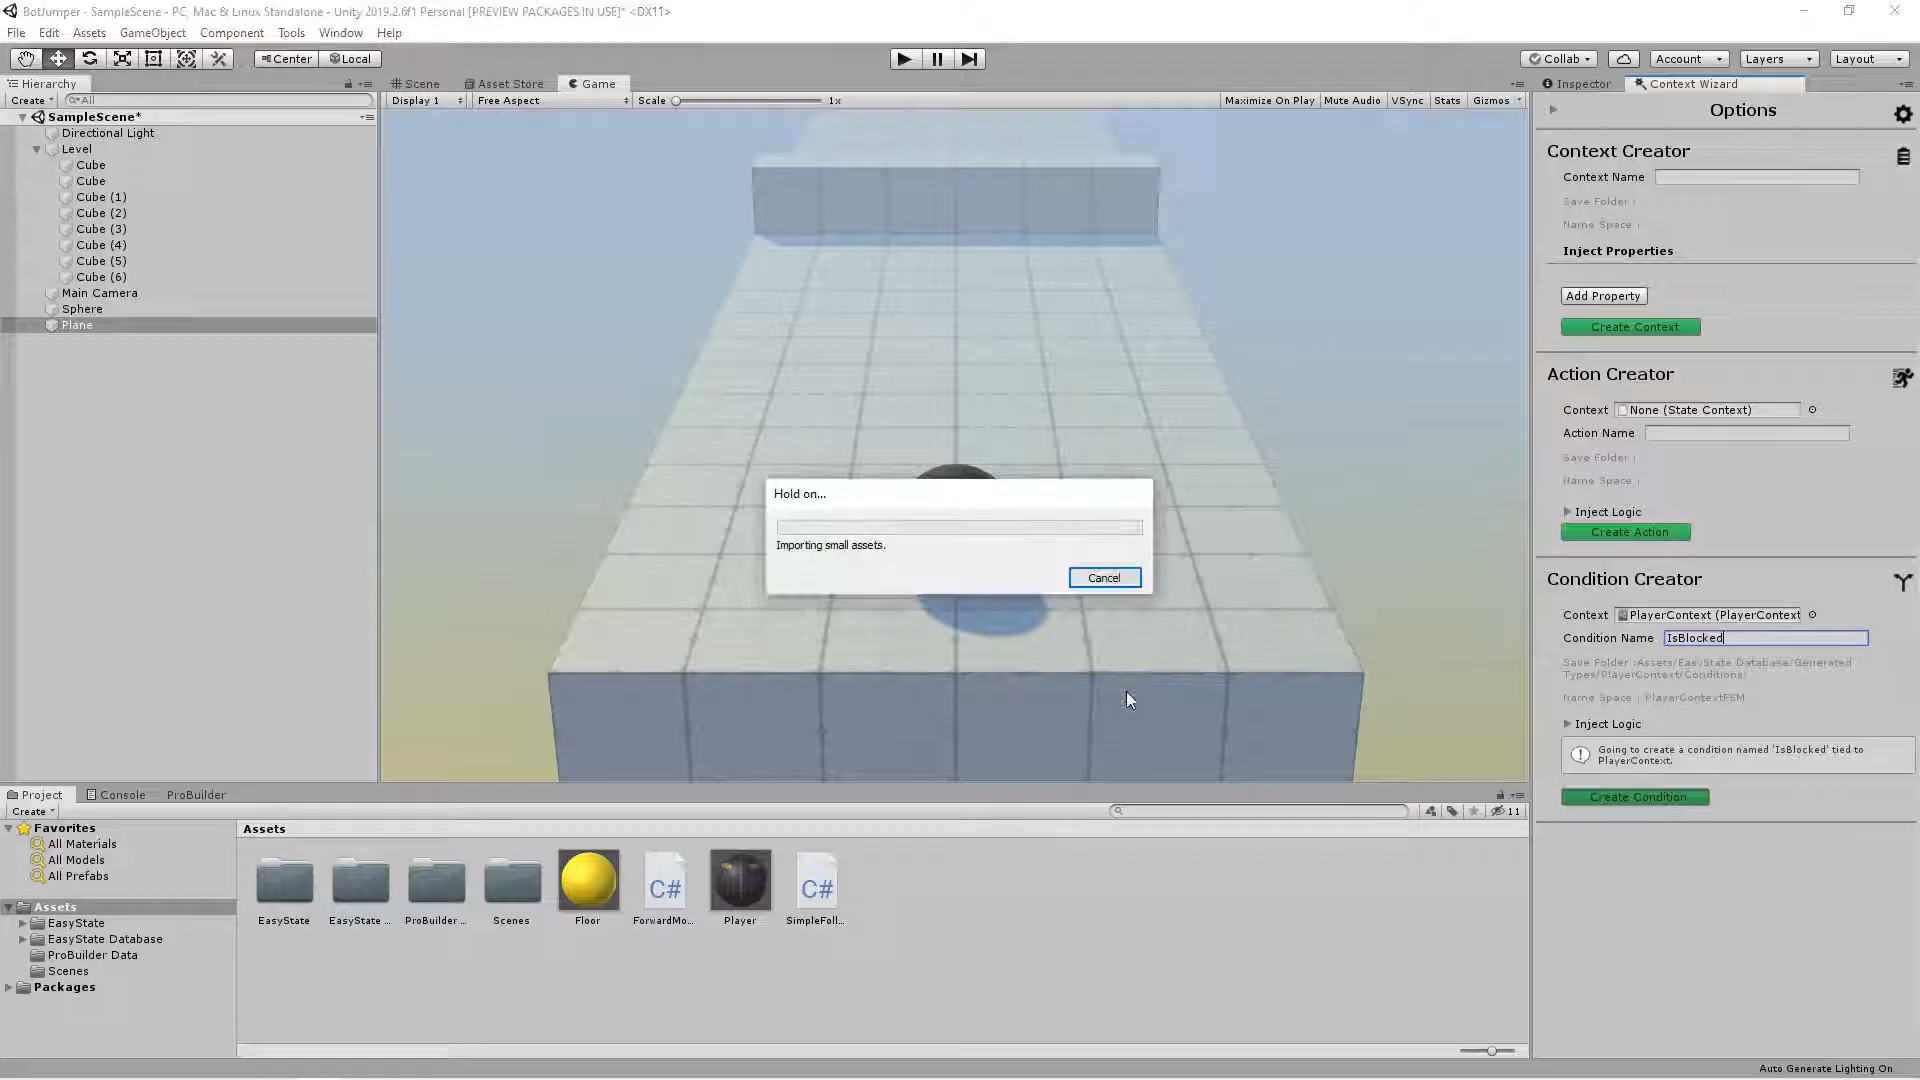 BotJumper - SampleScene - PC, Mac & Linux Standalone - Unity 2019.2.6f1 Personal [PREVIEW PACKAGES IN USE]* <DX11>
File Edit Assets GameObject Component Tools Window Help
Center Local Collab Account Layers Layout
Hierarchy Scene Asset Store Game Inspector Context Wizard
Create All Display 1 Free Aspect Scale 1x Maximize On Play Mute Audio VSync Stats Gizmos
SampleScene*
Directional Light
Level
Cube
Cube
Cube (1)
Cube (2)
Cube (3)
Cube (4)
Cube (5)
Cube (6)
Main Camera
Sphere
Plane
Hold on...
Importing small assets.
Cancel
Options
Context Creator
Context Name
Save Folder :
Name Space :
Inject Properties
Add Property
Create Context
Action Creator
Context None (State Context)
Action Name
Save Folder :
Name Space :
Inject Logic
Create Action
Condition Creator
Context PlayerContext (PlayerContext
Condition Name IsBlocked
Save Folder :Assets/EasyState Database/Generated
Types/PlayerContext/Conditions/
Name Space : PlayerContextFSM
Inject Logic
Going to create a condition named 'IsBlocked' tied to
PlayerContext.
Create Condition
Project Console ProBuilder
Create 11
Favorites
All Materials
All Models
All Prefabs
Assets
EasyState
EasyState Database
ProBuilder Data
Scenes
Packages
Assets
C# C#
EasyState EasyState ... ProBuilder ... Scenes Floor ForwardMo... Player SimpleFoll...
Auto Generate Lighting On